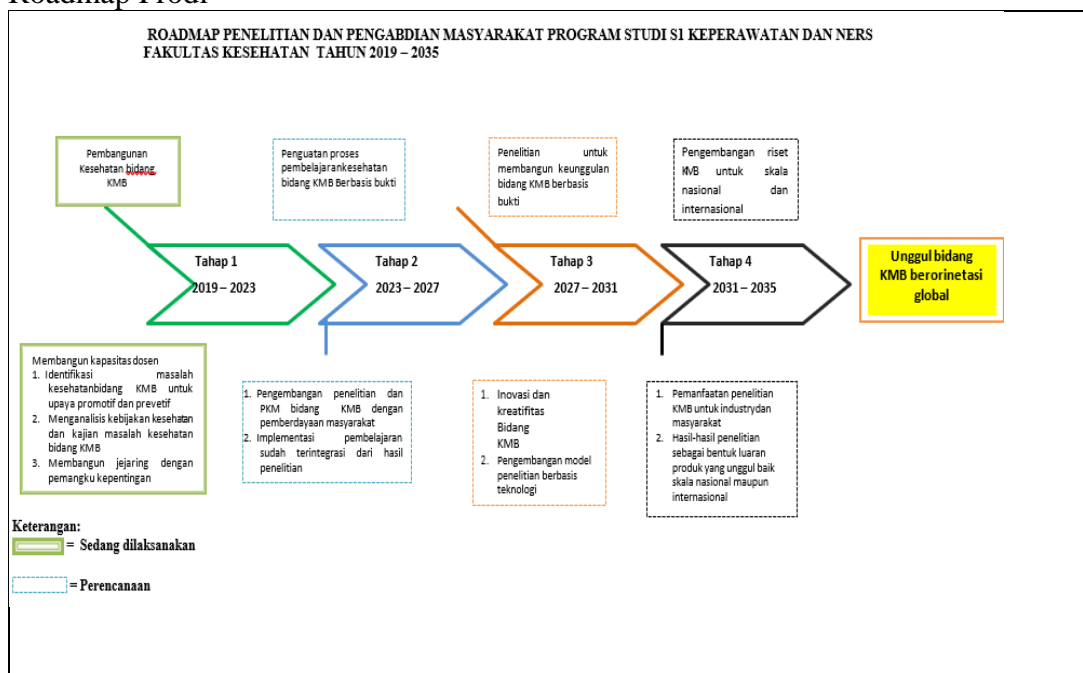 Roadmap Prodi
ROADMAP PENELITIAN DAN PENGABDIAN MASYARAKAT PROGRAM STUDI S1 KEPERAWATAN DAN NERS
FAKULTAS KESEHATAN TAHUN 2019 – 2035
Pembangunan
Kesehatan bidang
KMB
Penguatan proses
pembelajarankesehatan
bidang KMB Berbasis bukti
Penelitian untuk
membangun keunggulan
bidang KMB berbasis
bukti
Pengembangan riset
KMB untuk skala
nasional dan
internasional
Tahap 1
2019 – 2023
Tahap 2
2023 – 2027
Tahap 3
2027 – 2031
Tahap 4
2031 – 2035
Unggul bidang
KMB berorinetasi
global
Membangun kapasitas dosen
1. Identifikasi masalah
kesehatanbidang KMB untuk
upaya promotif dan prevetif
2. Menganalisis kebijakan kesehatan
dan kajian masalah kesehatan
bidang KMB
3. Membangun jejaring dengan
pemangku kepentingan
1. Pengembangan penelitian dan
PKM bidang KMB dengan
pemberdayaan masyarakat
2. Implementasi pembelajaran
sudah terintegrasi dari hasil
penelitian
1. Inovasi dan
kreatifitas
Bidang
KMB
2. Pengembangan model
penelitian berbasis
teknologi
1. Pemanfaatan penelitian
KMB untuk industrydan
masyarakat
2. Hasil-hasil penelitian
sebagai bentuk luaran
produk yang unggul baik
skala nasional maupun
internasional
Keterangan:
= Sedang dilaksanakan
= Perencanaan